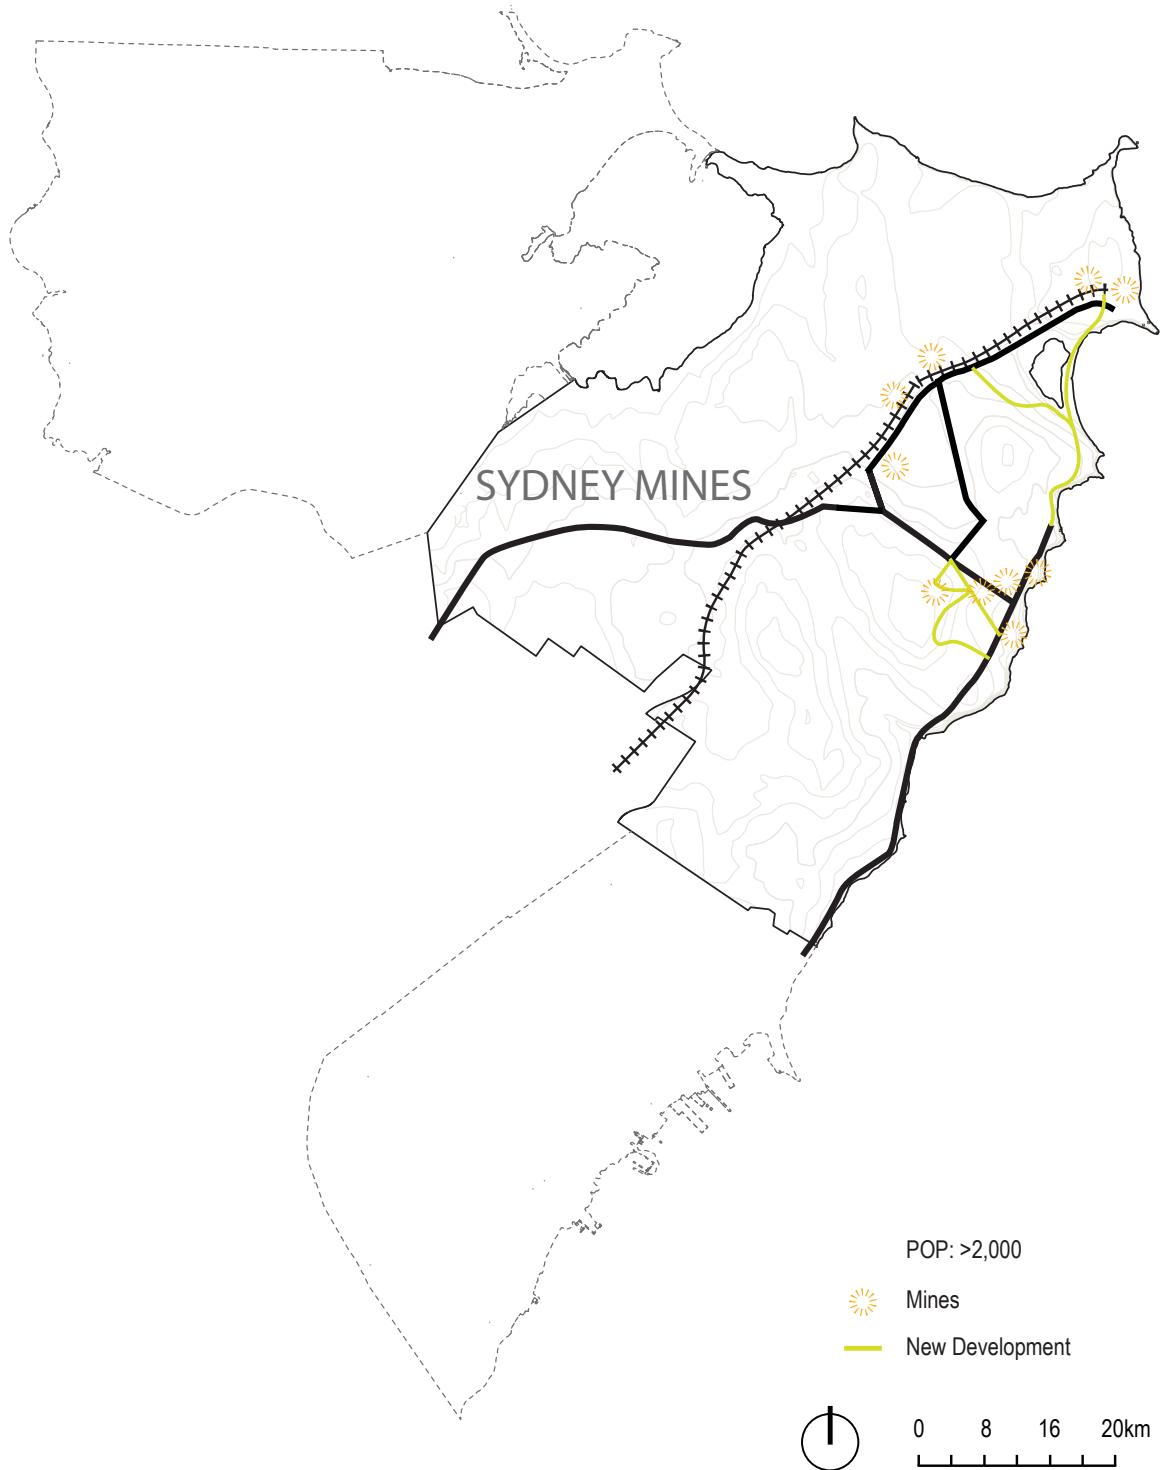 SYDNEY MINES
POP: >2,000
Mines
New Development
0 8 16 20km